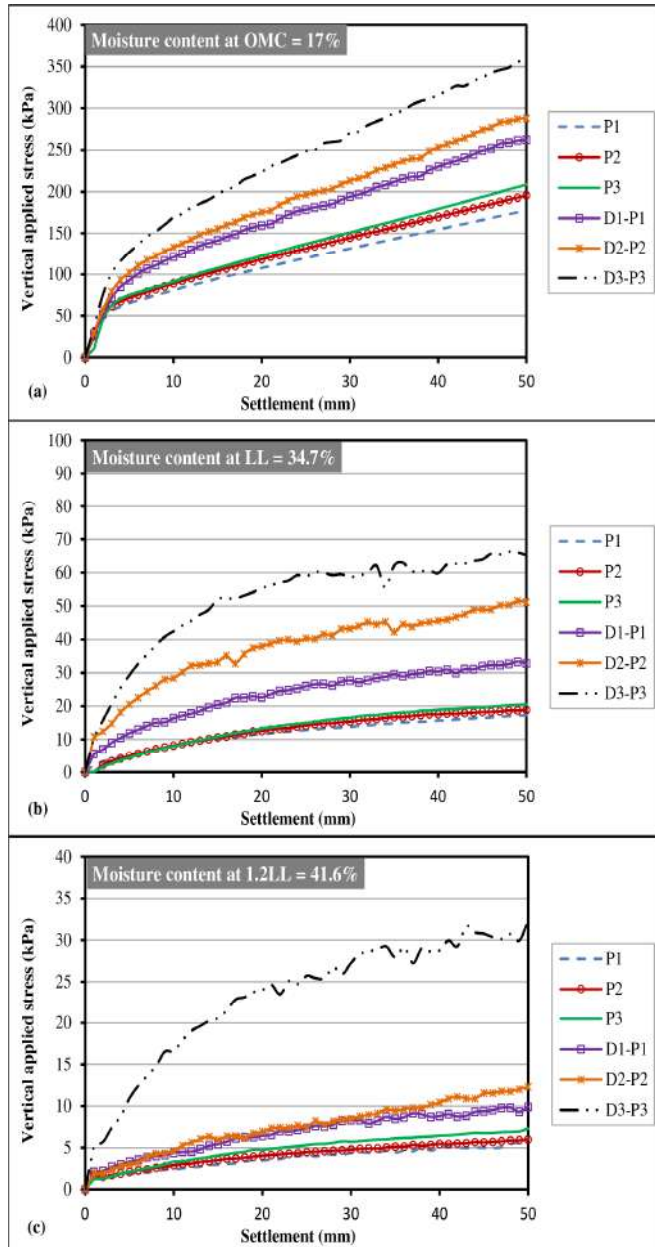 Moisture content at OMC = 17%
Vertical applied stress (kPa)
400
350
300
250
200
150
100
50
0
0 10 20 30 40 50
Settlement (mm)
(a)
P1
P2
P3
D1-P1
D2-P2
D3-P3
Moisture content at LL = 34.7%
Vertical applied stress (kPa)
100
90
80
70
60
50
40
30
20
10
0
0 10 20 30 40 50
Settlement (mm)
(b)
P1
P2
P3
D1-P1
D2-P2
D3-P3
Moisture content at 1.2LL = 41.6%
Vertical applied stress (kPa)
40
35
30
25
20
15
10
5
0
0 10 20 30 40 50
Settlement (mm)
(c)
P1
P2
P3
D1-P1
D2-P2
D3-P3